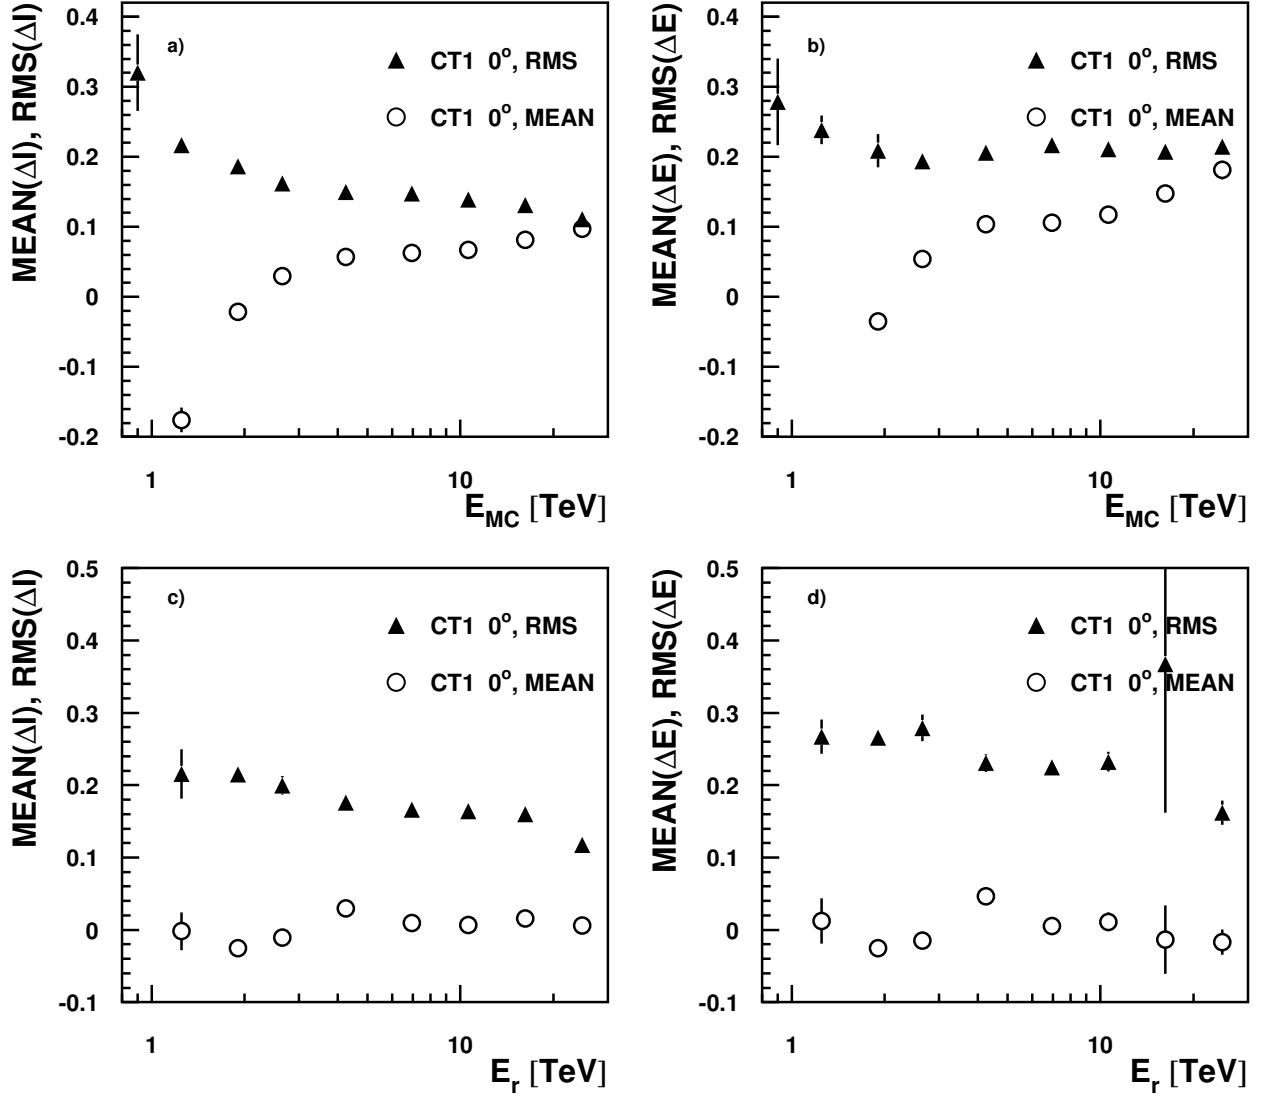 MEAN(ΔI), RMS(ΔI)
a)
CT1 0°, RMS
CT1 0°, MEAN
0.4
0.3
0.2
0.1
0
-0.1
-0.2
1
10
E_MC [TeV]
MEAN(ΔE), RMS(ΔE)
b)
CT1 0°, RMS
CT1 0°, MEAN
0.4
0.3
0.2
0.1
0
-0.1
-0.2
1
10
E_MC [TeV]
MEAN(ΔI), RMS(ΔI)
c)
CT1 0°, RMS
CT1 0°, MEAN
0.5
0.4
0.3
0.2
0.1
0
-0.1
1
10
E_r [TeV]
MEAN(ΔE), RMS(ΔE)
d)
CT1 0°, RMS
CT1 0°, MEAN
0.5
0.4
0.3
0.2
0.1
0
-0.1
1
10
E_r [TeV]